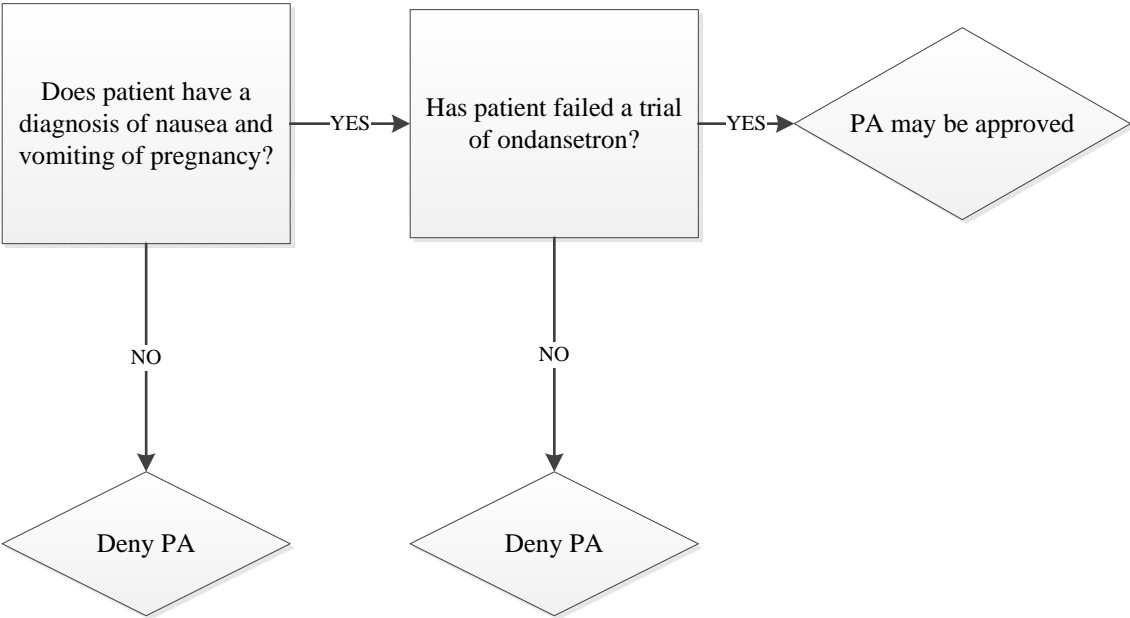 Does patient have a
diagnosis of nausea and
vomiting of pregnancy?
YES
Has patient failed a trial
of ondansetron?
YES
PA may be approved
NO
NO
Deny PA
Deny PA